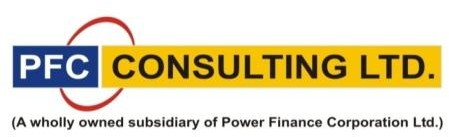 PFC CONSULTING LTD.
(A wholly owned subsidiary of Power Finance Corporation Ltd.)